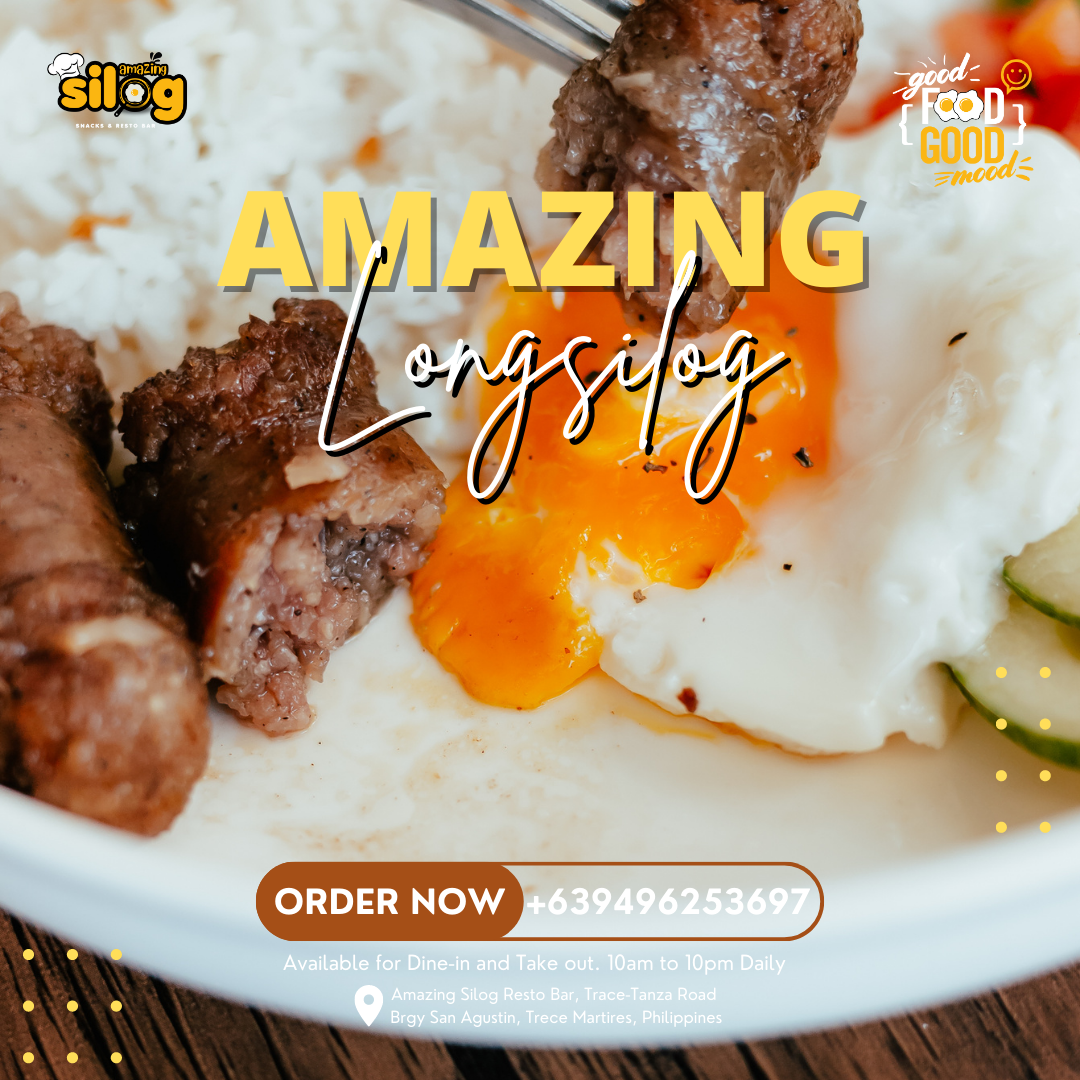 amazing
silog
SNACKS & RESTO BAR
good
FOOD
GOOD
mood
AMAZING
Longsilog
ORDER NOW +639496253697
Available for Dine-in and Take out. 10am to 10pm Daily
Amazing Silog Resto Bar, Trace-Tanza Road
Brgy San Agustin, Trece Martires, Philippines